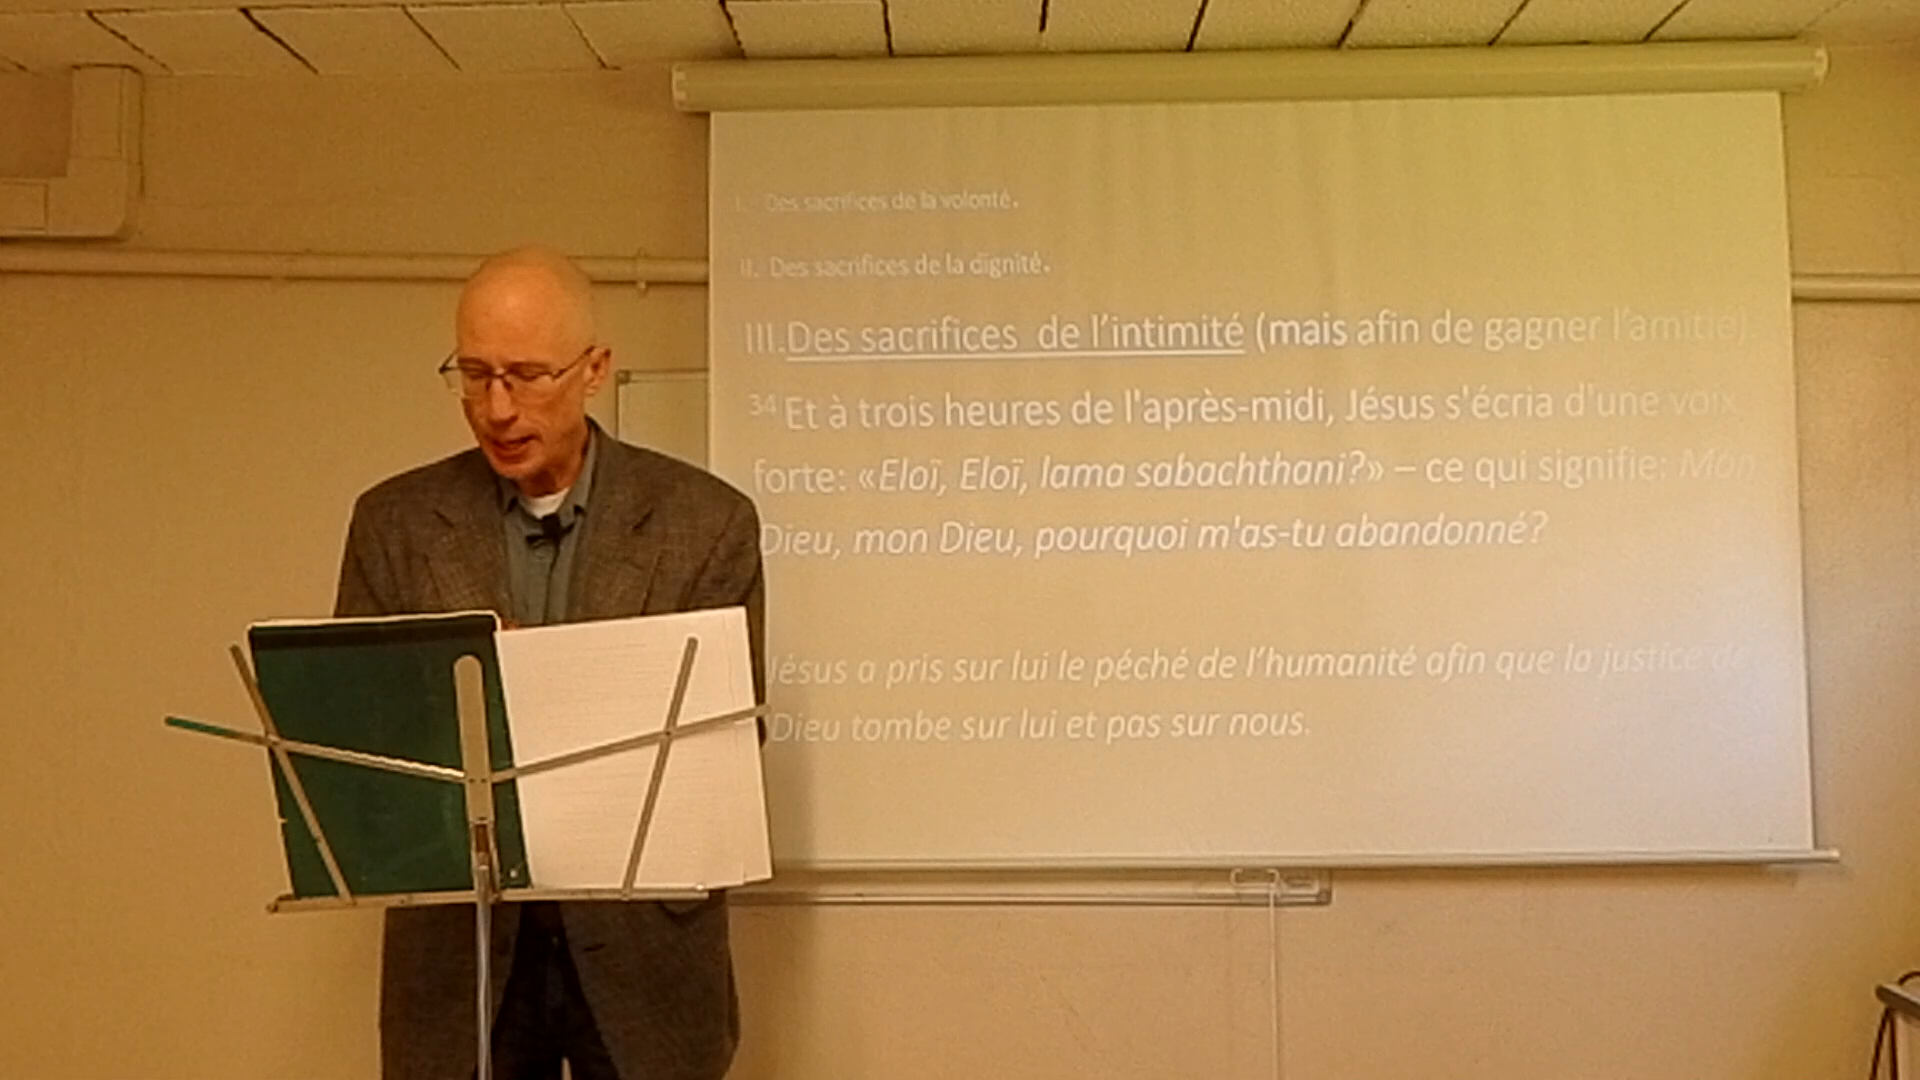 I. Des sacrifices de la volonté.
II. Des sacrifices de la dignité.
III. Des sacrifices de l’intimité (mais afin de gagner l’amitié)
34 Et à trois heures de l'après-midi, Jésus s'écria d'une voix
forte: «Eloï, Eloï, lama sabachthani?» – ce qui signifie: Mon
Dieu, mon Dieu, pourquoi m'as-tu abandonné?
Jésus a pris sur lui le péché de l’humanité afin que la justice de
Dieu tombe sur lui et pas sur nous.